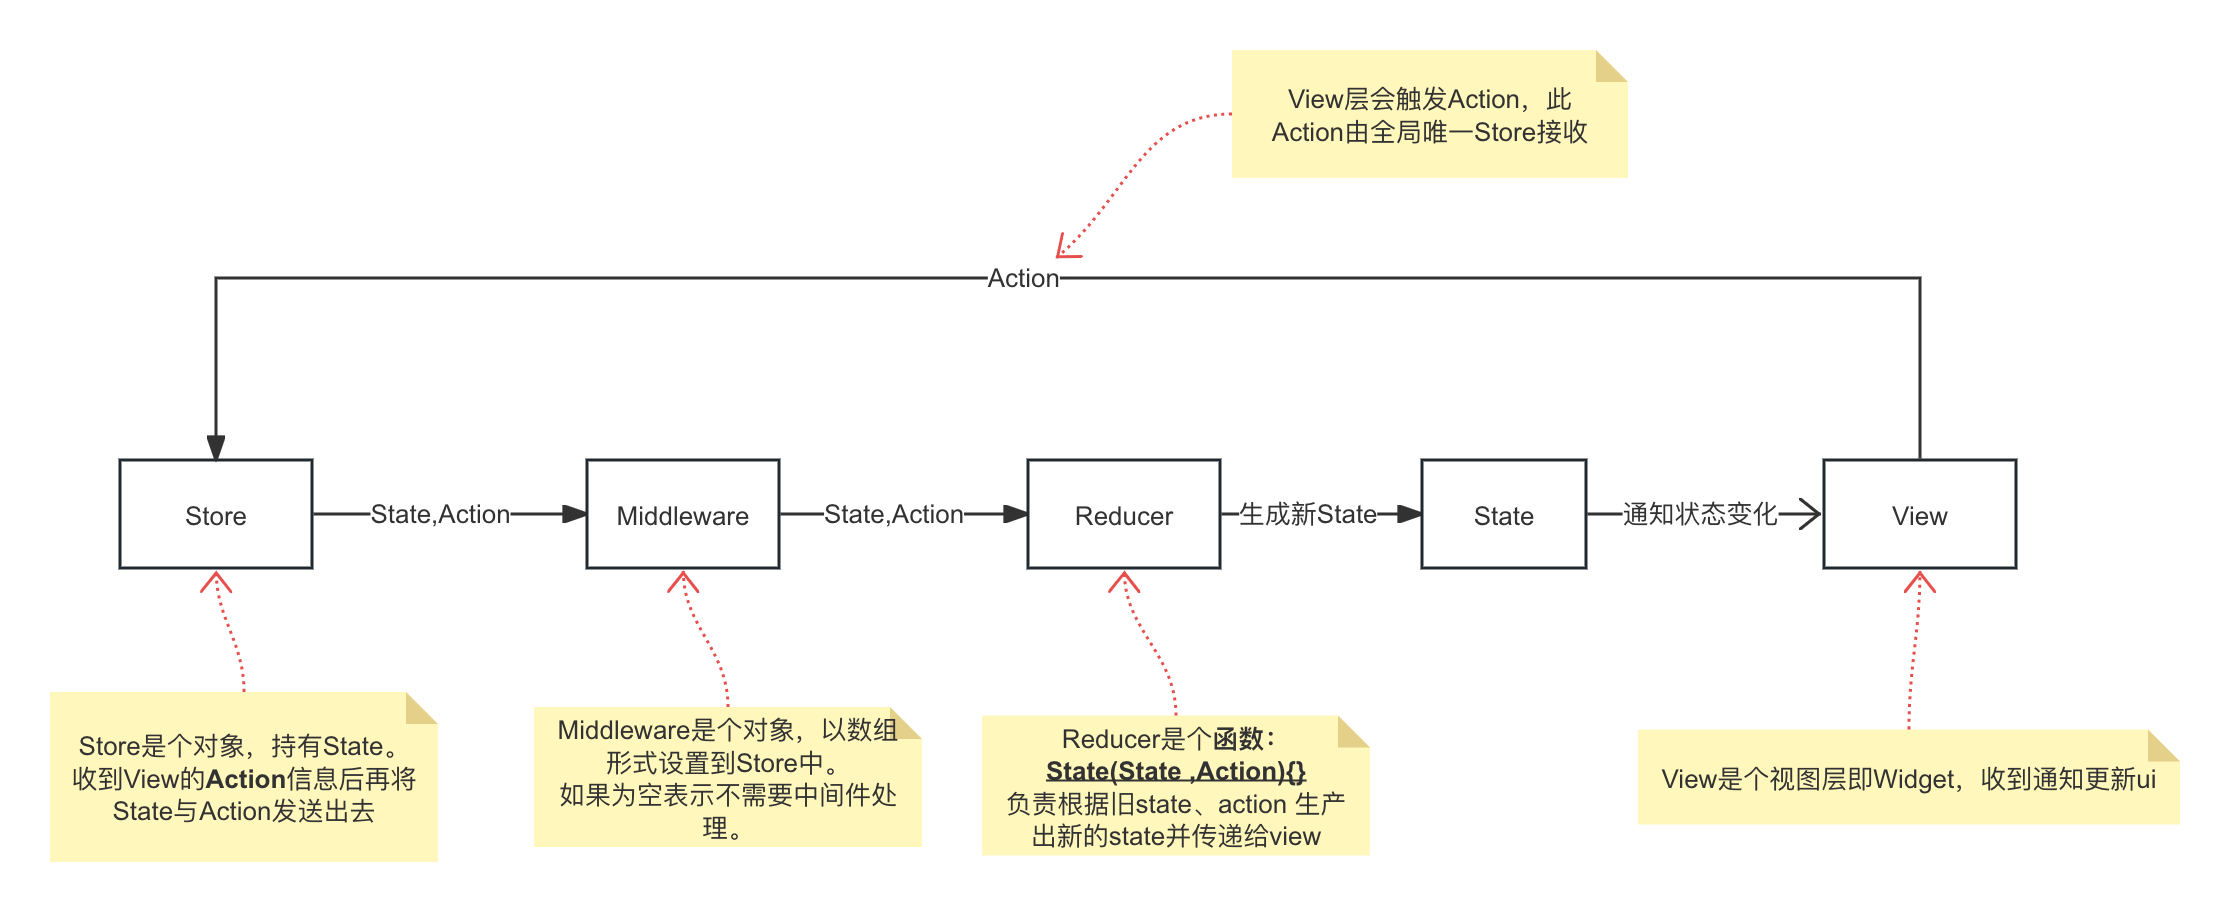 View层会触发Action，此
Action由全局唯一Store接收
Action
Store
State,Action
Middleware
State,Action
Reducer
生成新State
State
通知状态变化
View
Store是个对象，持有State。
收到View的Action信息后再将
State与Action发送出去
Middleware是个对象，以数组
形式设置到Store中。
如果为空表示不需要中间件处
理。
Reducer是个函数：
State(State ,Action){}
负责根据旧state、action 生产
出新的state并传递给view
View是个视图层即Widget，收到通知更新ui